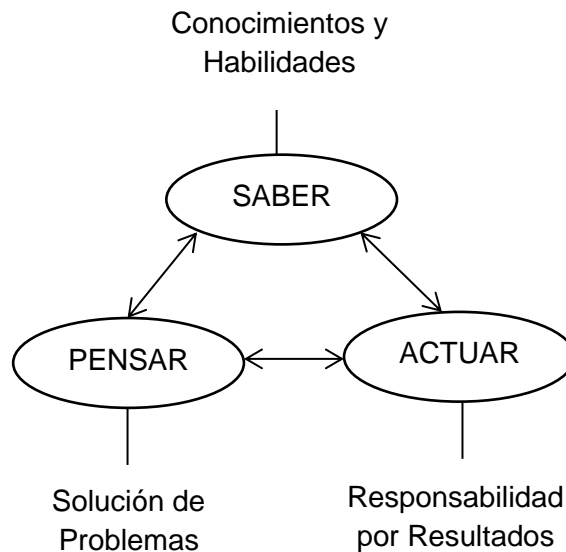 Conocimientos y
Habilidades
SABER
PENSAR
ACTUAR
Solución de
Problemas
Responsabilidad
por Resultados